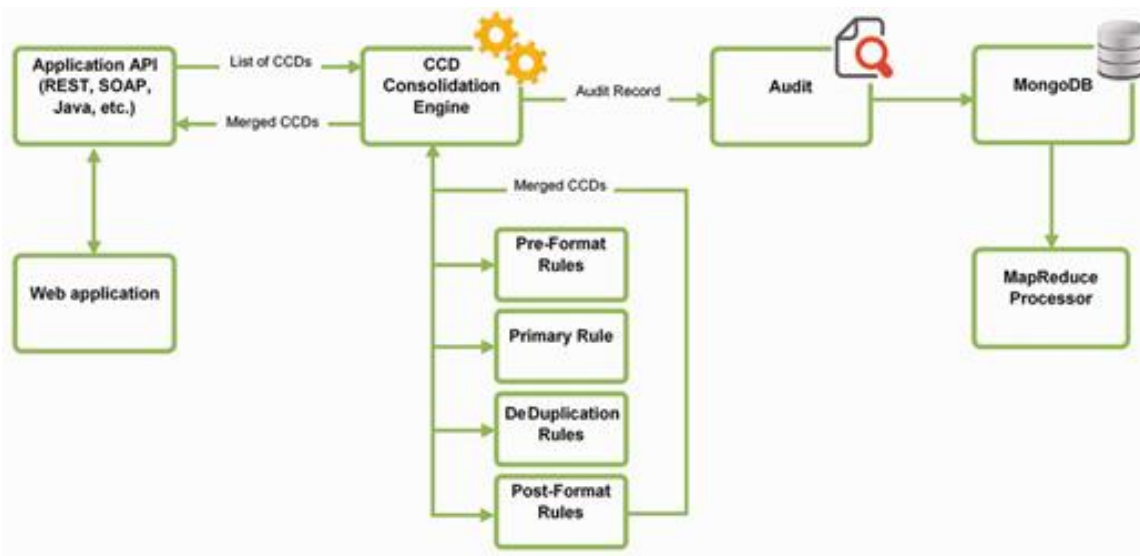 Application API
(REST, SOAP,
Java, etc.)
List of CCDs
Merged CCDs
CCD
Consolidation
Engine
Audit Record
Audit
MongoDB
Merged CCDs
Web application
Pre-Format
Rules
MapReduce
Processor
Primary Rule
DeDuplication
Rules
Post-Format
Rules